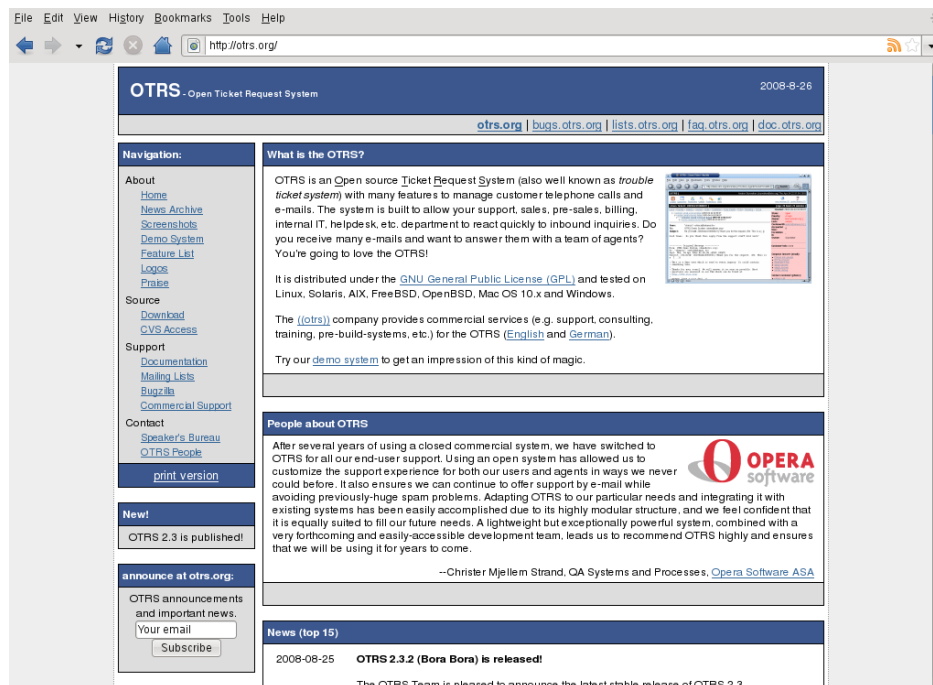 File Edit View History Bookmarks Tools Help
http://otrs.org/
OTRS - Open Ticket Request System
2008-8-26
otrs.org | bugs.otrs.org | lists.otrs.org | faq.otrs.org | doc.otrs.org
Navigation:
About
Home
News Archive
Screenshots
Demo System
Feature List
Logos
Praise
Source
Download
CVS Access
Support
Documentation
Mailing Lists
Bugzilla
Commercial Support
Contact
Speaker's Bureau
OTRS People
print version
New!
OTRS 2.3 is published!
announce at otrs.org:
OTRS announcements
and important news.
Your email
Subscribe
What is the OTRS?
OTRS is an Open source Ticket Request System (also well known as trouble
ticket system) with many features to manage customer telephone calls and
e-mails. The system is built to allow your support, sales, pre-sales, billing,
internal IT, helpdesk, etc. department to react quickly to inbound inquiries. Do
you receive many e-mails and want to answer them with a team of agents?
You're going to love the OTRS!
It is distributed under the GNU General Public License (GPL) and tested on
Linux, Solaris, AIX, FreeBSD, OpenBSD, Mac OS 10.x and Windows.
The ((otrs)) company provides commercial services (e.g. support, consulting,
training, pre-build-systems, etc.) for the OTRS (English and German).
Try our demo system to get an impression of this kind of magic.
People about OTRS
After several years of using a closed commercial system, we have switched to
OTRS for all our end-user support. Using an open system has allowed us to
customize the support experience for both our users and agents in ways we never
could before. It also ensures we can continue to offer support by e-mail while
avoiding previously-huge spam problems. Adapting OTRS to our particular needs and integrating it with
existing systems has been easily accomplished due to its highly modular structure, and we feel confident that
it is equally suited to fill our future needs. A lightweight but exceptionally powerful system, combined with a
very forthcoming and easily-accessible development team, leads us to recommend OTRS highly and ensures
that we will be using it for years to come.
OPERA
software
--Christer Mjellem Strand, QA Systems and Processes, Opera Software ASA
News (top 15)
2008-08-25 OTRS 2.3.2 (Bora Bora) is released!
The OTRS Team is pleased to announce the latest stable release of OTRS 2.3